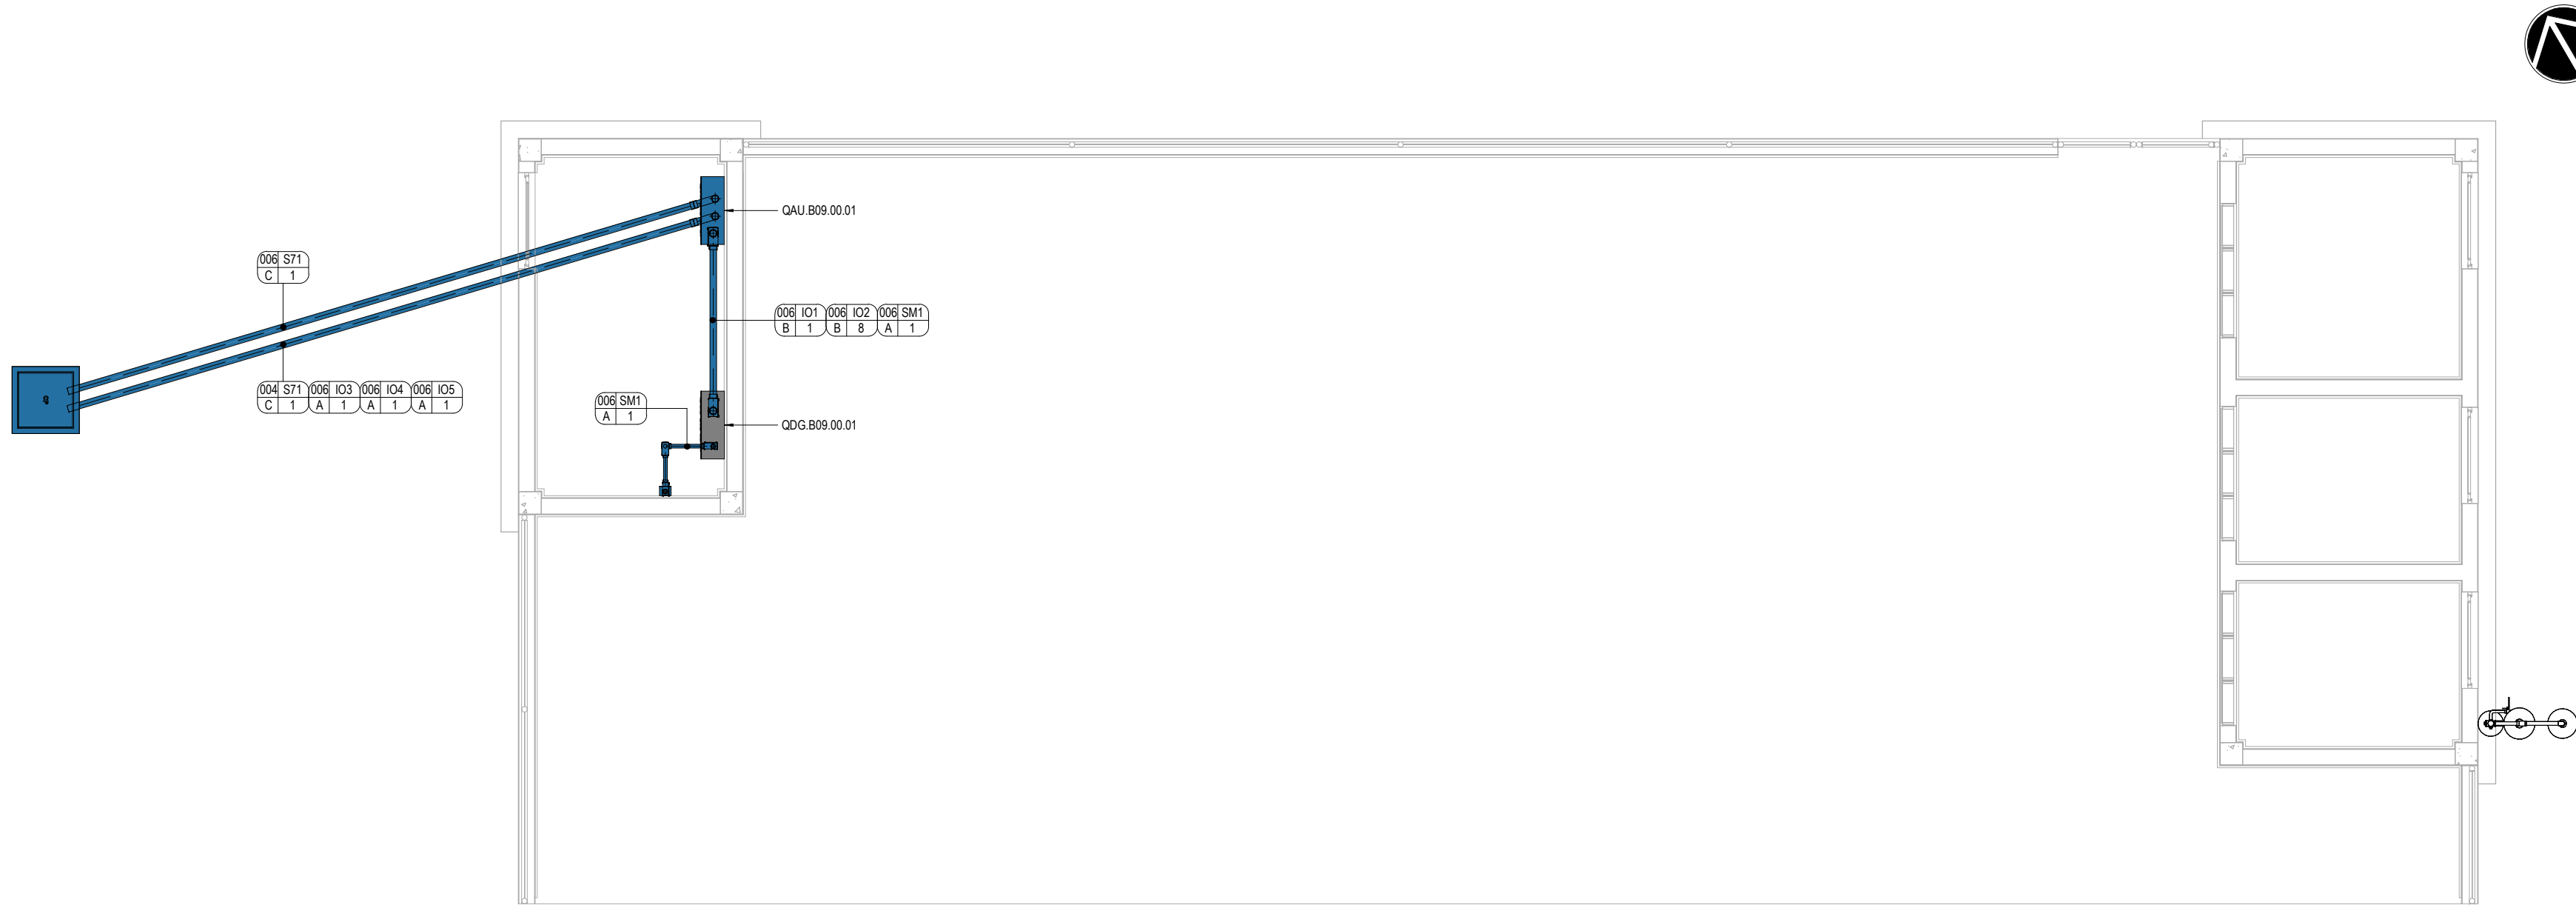 QAU.B09.00.01
006 S71
C 1
006 IO1 006 IO2 006 SM1
B 1 B 8 A 1
004 S71 006 IO3 006 IO4 006 IO5
C 1 A 1 A 1 A 1
006 SM1
A 1
QDG.B09.00.01